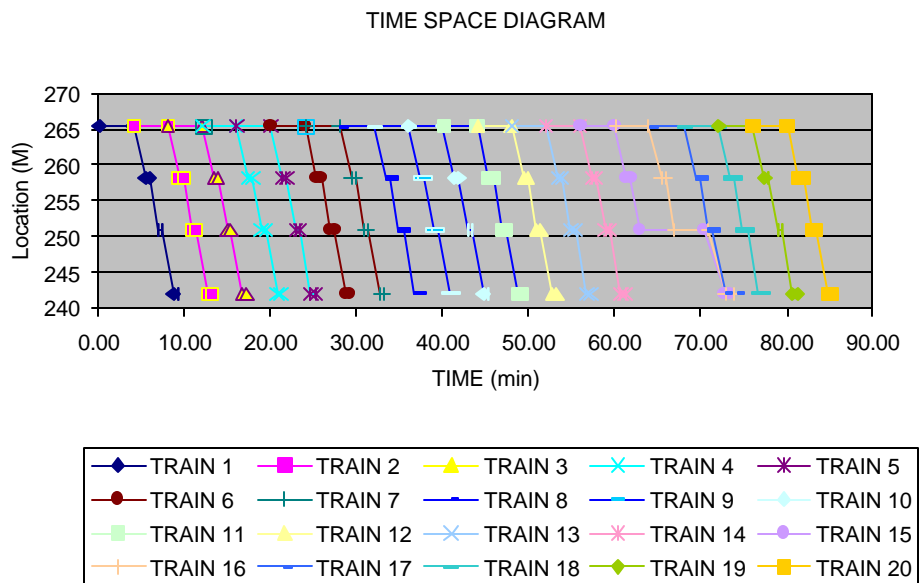 TIME SPACE DIAGRAM
270
265
260
255
250
245
240
Location (M)
0.00 10.00 20.00 30.00 40.00 50.00 60.00 70.00 80.00 90.00
TIME (min)
TRAIN 1 TRAIN 2 TRAIN 3 TRAIN 4 TRAIN 5
TRAIN 6 TRAIN 7 TRAIN 8 TRAIN 9 TRAIN 10
TRAIN 11 TRAIN 12 TRAIN 13 TRAIN 14 TRAIN 15
TRAIN 16 TRAIN 17 TRAIN 18 TRAIN 19 TRAIN 20